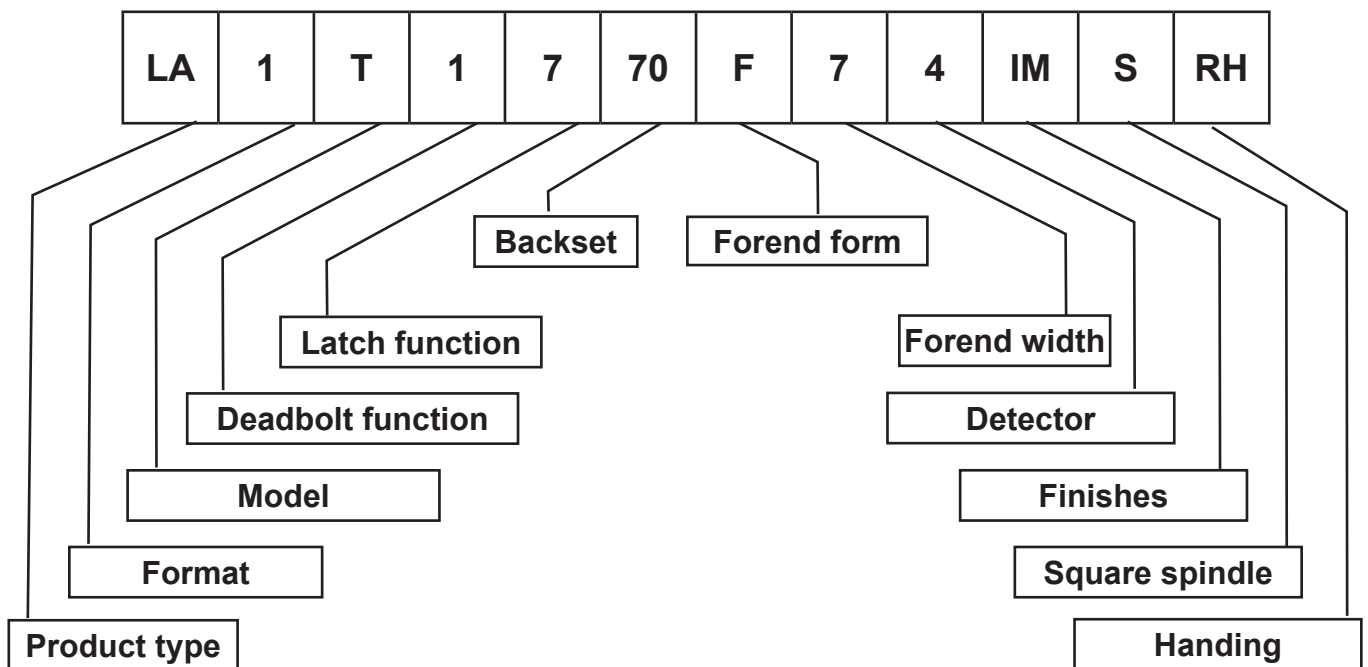 LA 1 T 1 7 70 F 7 4 IM S RH
Backset Forend form
Latch function Forend width
Deadbolt function Detector
Model Finishes
Format Square spindle
Product type Handing